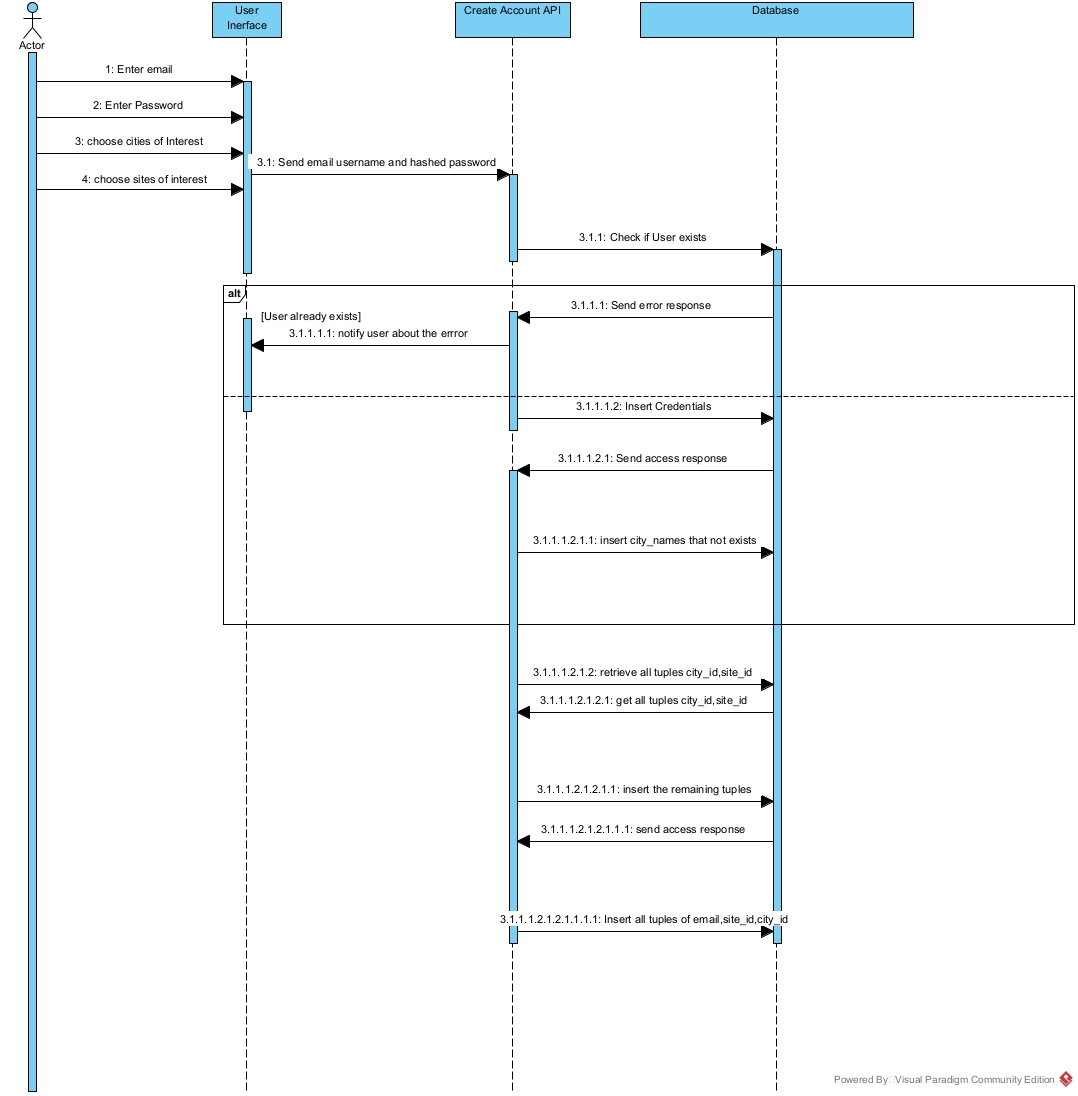 Actor
User
Inerface
Create Account API
Database
1: Enter email
2: Enter Password
3: choose cities of Interest
3.1: Send email username and hashed password
4: choose sites of interest
3.1.1: Check if User exists
alt
3.1.1.1: Send error response
[User already exists]
3.1.1.1.1: notify user about the errror
3.1.1.1.2: Insert Credentials
3.1.1.1.2.1: Send access response
3.1.1.1.2.1.1: insert city_names that not exists
3.1.1.1.2.1.2: retrieve all tuples city_id,site_id
3.1.1.1.2.1.2.1: get all tuples city_id,site_id
3.1.1.1.2.1.2.1.1: insert the remaining tuples
3.1.1.1.2.1.2.1.1.1: send access response
3.1.1.1.2.1.2.1.1.1.1: Insert all tuples of email,site_id,city_id
Powered By Visual Paradigm Community Edition